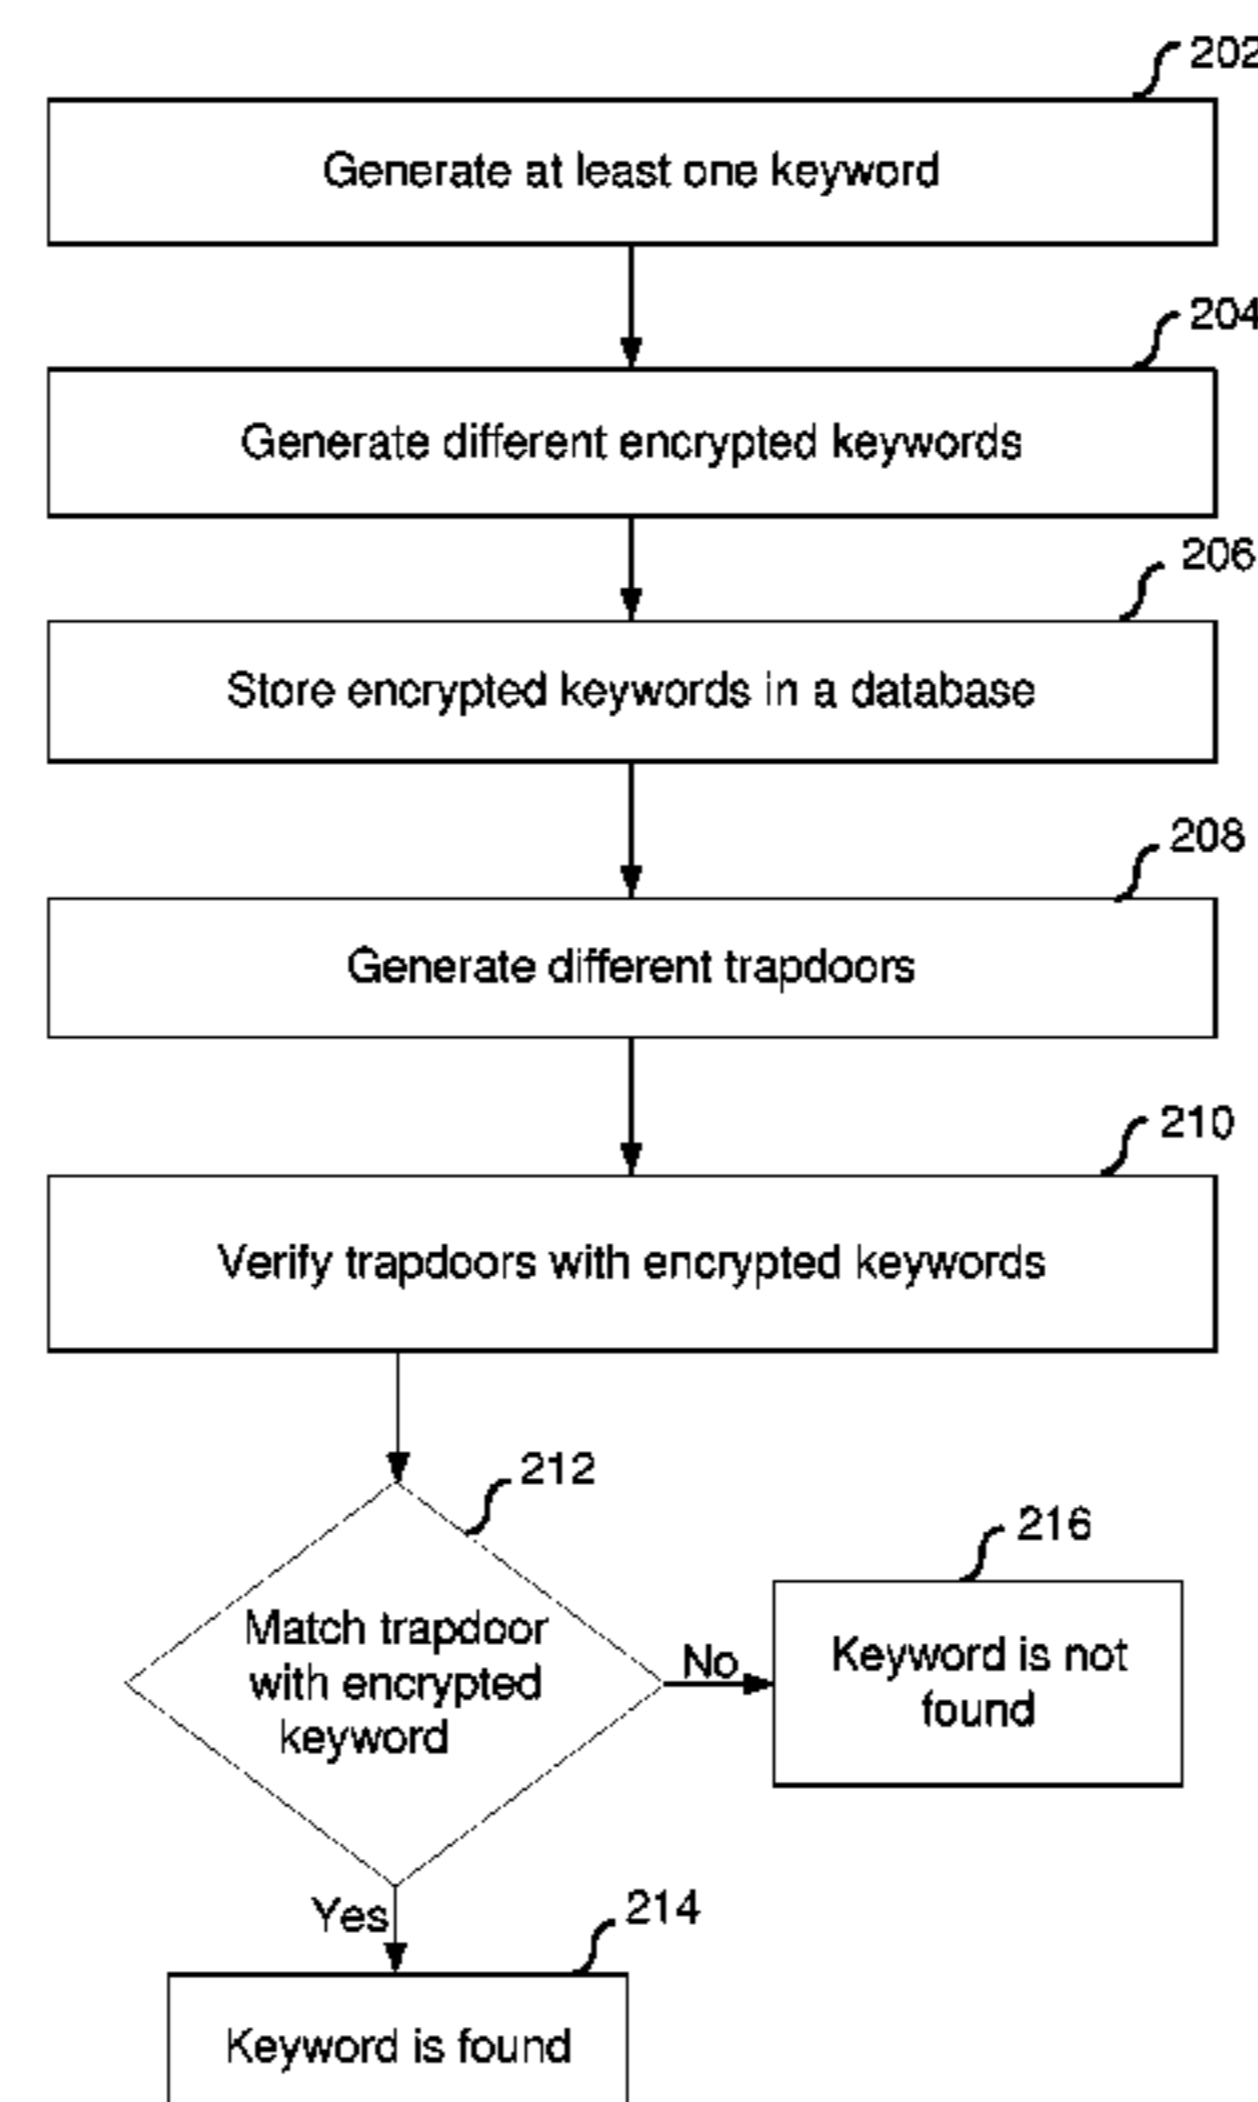 202
Generate at least one keyword
204
Generate different encrypted keywords
206
Store encrypted keywords in a database
208
Generate different trapdoors
210
Verify trapdoors with encrypted keywords
212
Match trapdoor
with encrypted
keyword
No
216
Keyword is not
found
Yes
214
Keyword is found